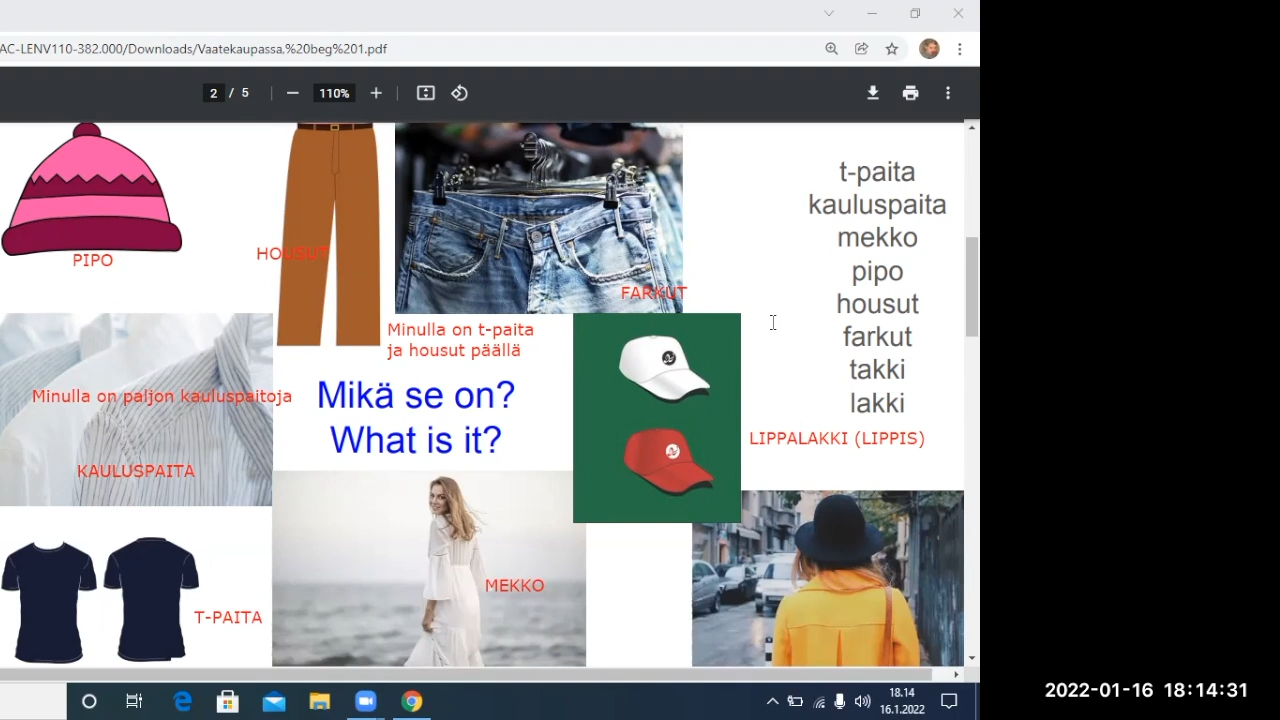 AC-LENV110-382.000/Downloads/Vaatekaupassa,%20beg%201.pdf
2 / 5
110%
PIPO
HOUSUT
FARKUT
t-paita
kauluspaita
mekko
pipo
housut
farkut
takki
lakki
Minulla on t-paita
ja housut päällä
Minulla on paljon kauluspaitoja
KAULUSPAITA
Mikä se on?
What is it?
LIPPALAKKI (LIPPIS)
T-PAITA
MEKKO
18.14
16.1.2022
2022-01-16 18:14:31